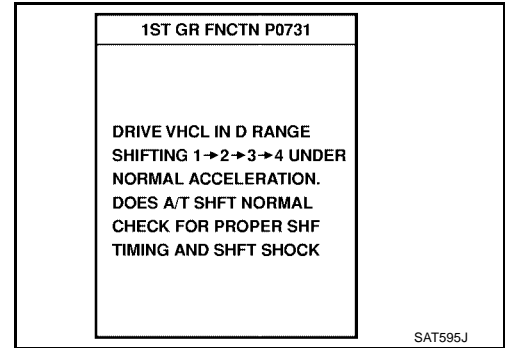 1ST GR FNCTN P0731
DRIVE VHCL IN D RANGE
SHIFTING 1→2→3→4 UNDER
NORMAL ACCELERATION.
DOES A/T SHFT NORMAL
CHECK FOR PROPER SHF
TIMING AND SHFT SHOCK
SAT595J